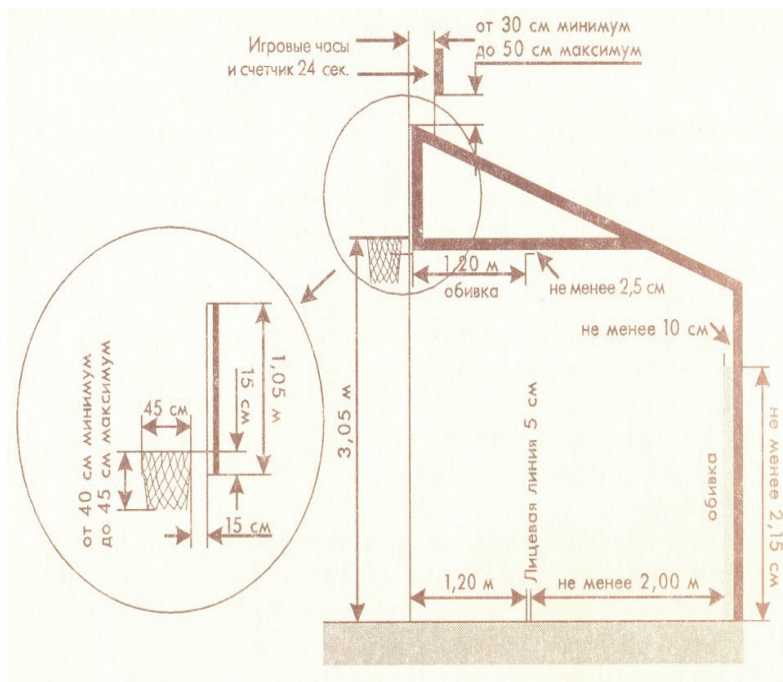 от 30 см минимум
до 50 см максимум
Игровые часы
и счетчик 24 сек.
1,20 м
обивка
не менее 2,5 см
не менее 10 см
3,05 м
Лицевая линия 5 см
обивка
не менее 2,15 см
1,20 м
не менее 2,00 м
1,05 м
15 см
45 см
от 40 см минимум
до 45 см максимум
15 см